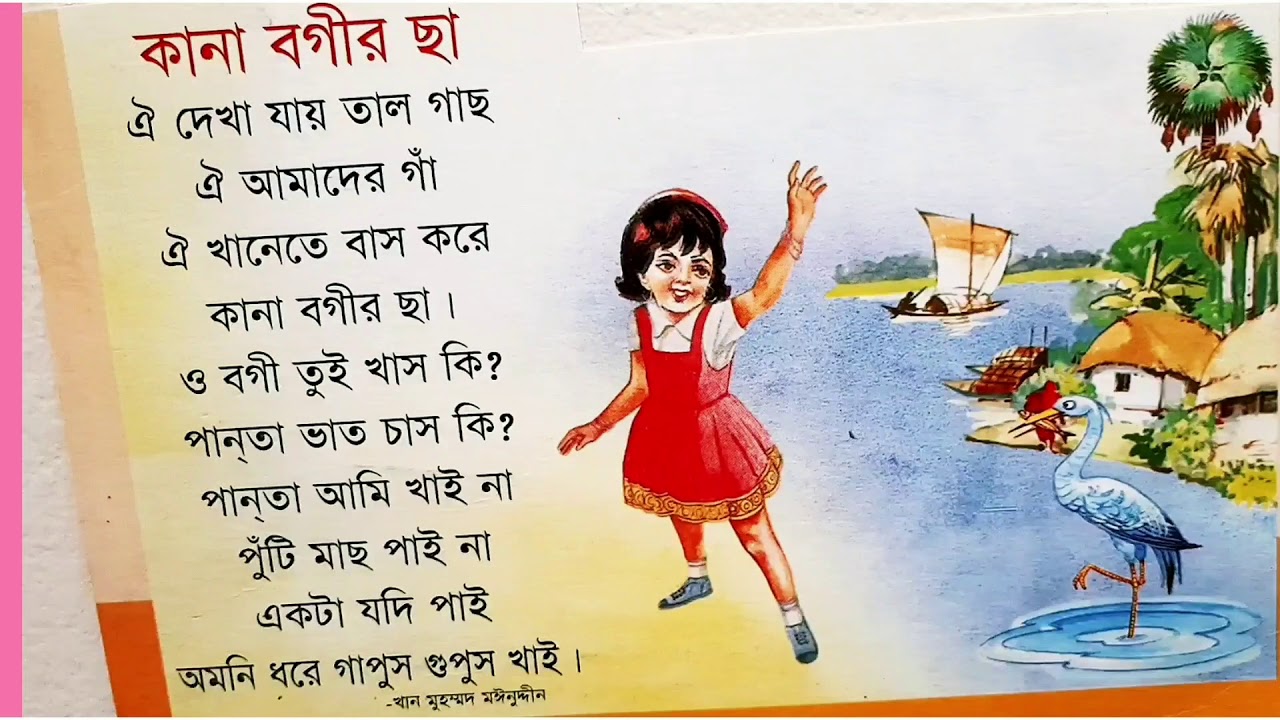 কানা বগীর ছা
ঐ দেখা যায় তাল গাছ
ঐ আমাদের গাঁ
ঐ খানেতে বাস করে
কানা বগীর ছা ।
ও বগী তুই খাস কি?
পান্‌তা ভাত চাস কি?
পান্‌তা আমি খাই না
পুঁটি মাছ পাই না
একটা যদি পাই
অমনি ধরে গাপুস গুপুস খাই ।
-খান মুহম্মদ মঈনুদ্দীন